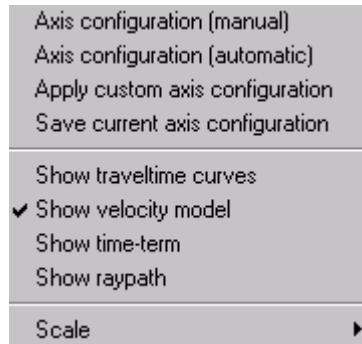 Axis configuration (manual)
Axis configuration (automatic)
Apply custom axis configuration
Save current axis configuration
Show traveltime curves
Show velocity model
Show time-term
Show raypath
Scale